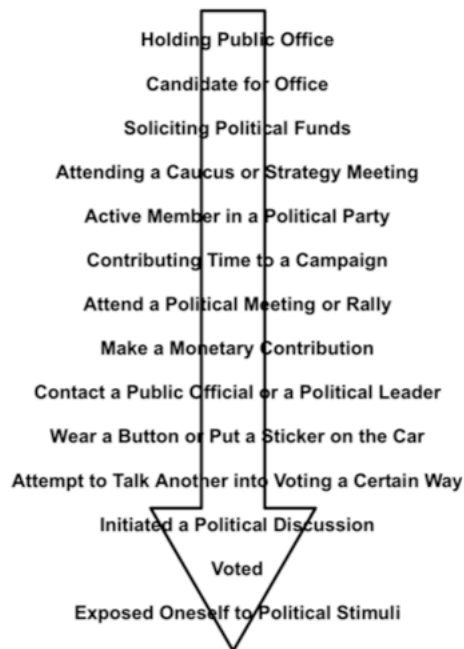 Holding Public Office
Candidate for Office
Soliciting Political Funds
Attending a Caucus or Strategy Meeting
Active Member in a Political Party
Contributing Time to a Campaign
Attend a Political Meeting or Rally
Make a Monetary Contribution
Contact a Public Official or a Political Leader
Wear a Button or Put a Sticker on the Car
Attempt to Talk Another into Voting a Certain Way
Initiated a Political Discussion
Voted
Exposed Oneself to Political Stimuli